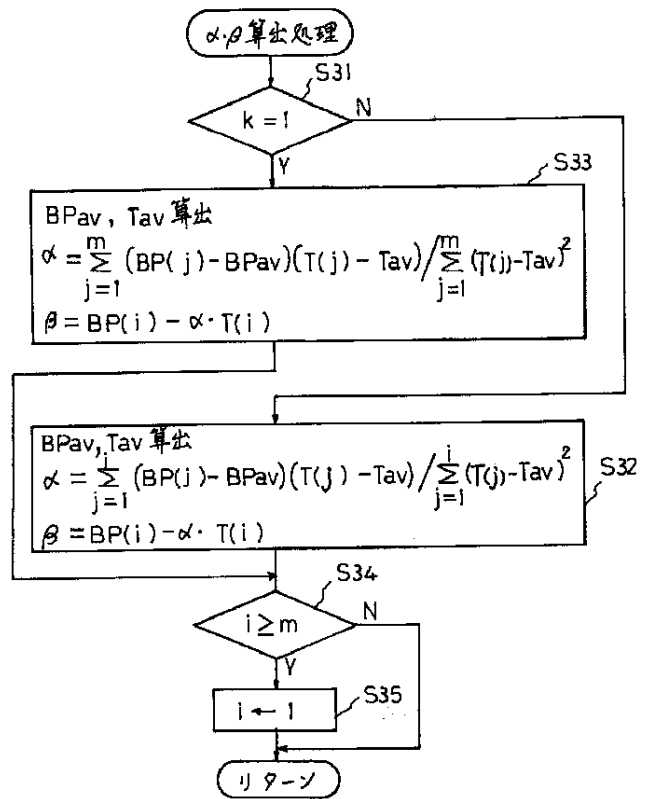 α・β算出処理
S31
k=1
N
Y
S33
BPav, Tav 算出
α = Σ_{j=1}^{m} (BP(j)-BPav)(T(j)-Tav)/Σ_{j=1}^{m} (T(j)-Tav)²
β=BP(i)-α・T(i)
BPav, Tav 算出
α = Σ_{j=1}^{i} (BP(j)-BPav)(T(j)-Tav)/Σ_{j=1}^{i} (T(j)-Tav)²
β=BP(i)-α・T(i)
S32
S34
i≥m
N
Y
i←1
S35
リターン